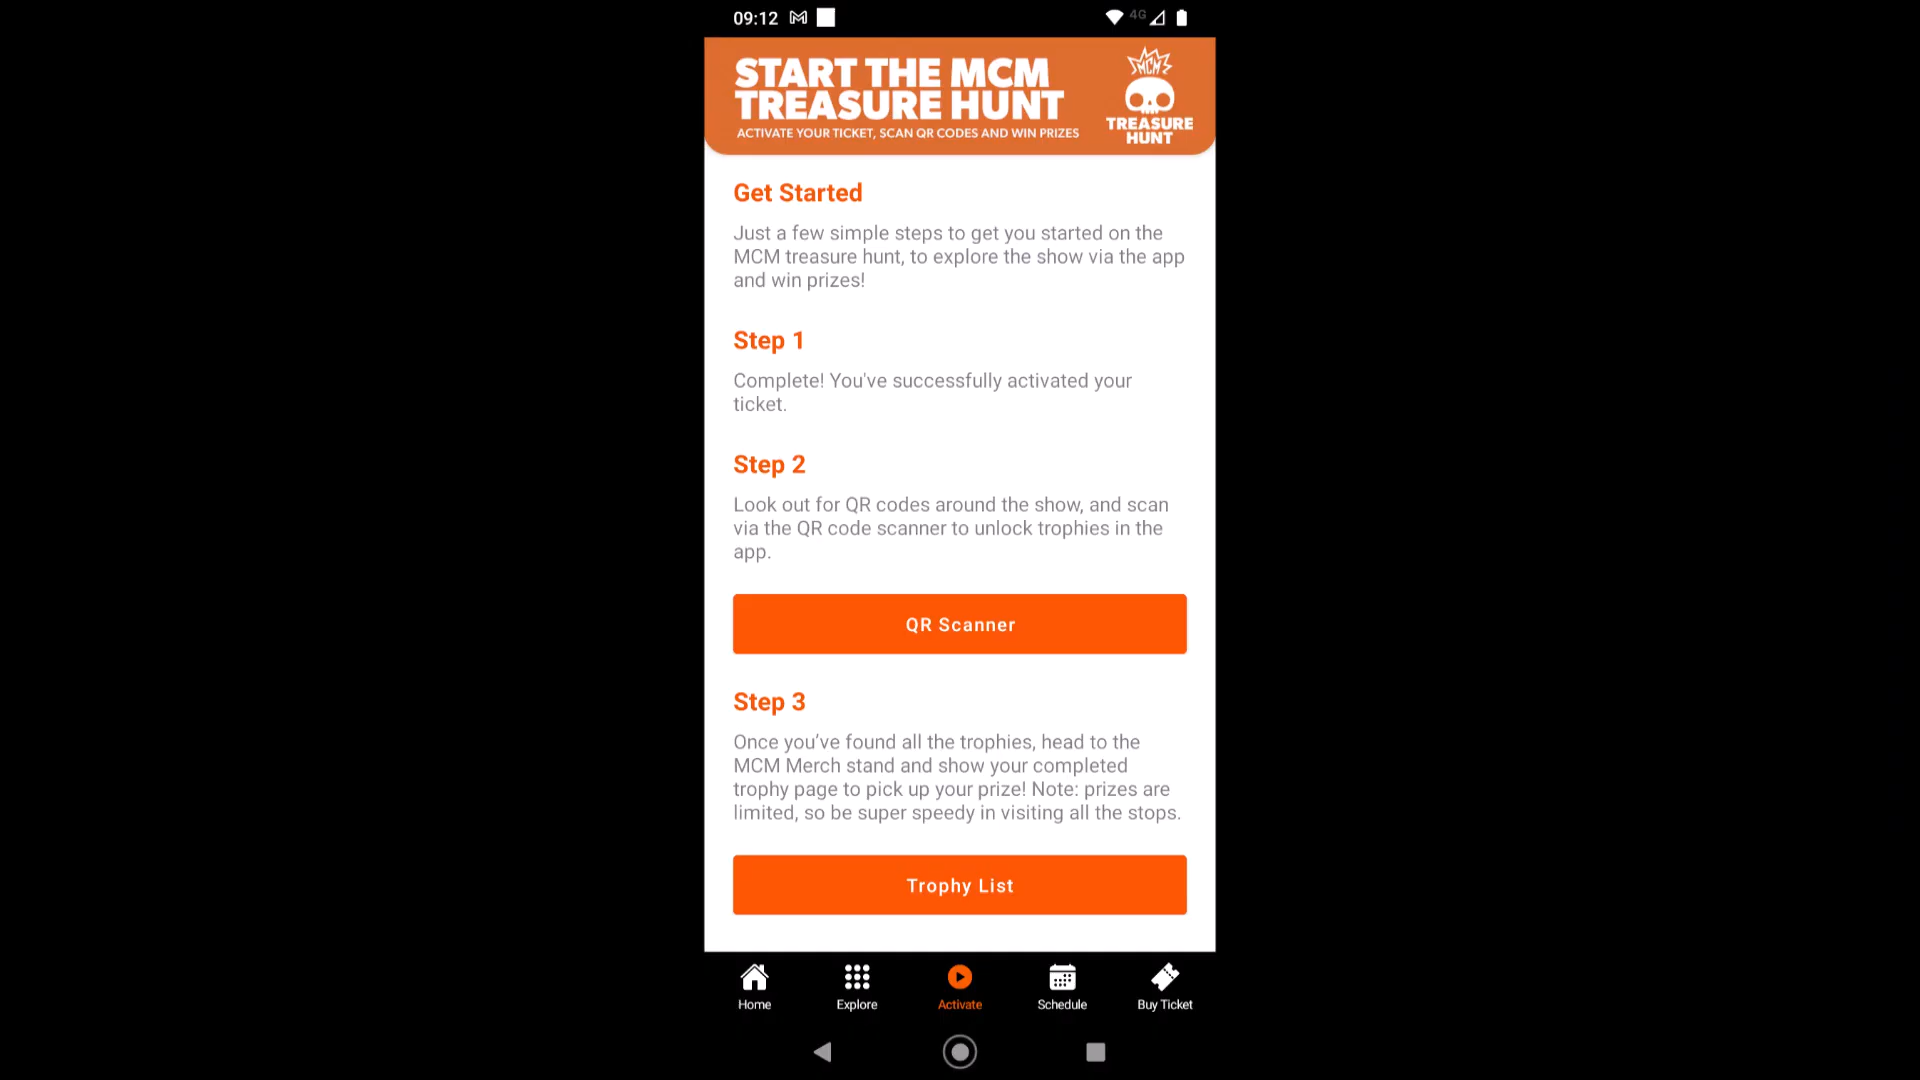 09:12
4G
START THE MCM
TREASURE HUNT
ACTIVATE YOUR TICKET, SCAN QR CODES AND WIN PRIZES
MCM
TREASURE
HUNT
Get Started
Just a few simple steps to get you started on the
MCM treasure hunt, to explore the show via the app
and win prizes!
Step 1
Complete! You've successfully activated your
ticket.
Step 2
Look out for QR codes around the show, and scan
via the QR code scanner to unlock trophies in the
app.
QR Scanner
Step 3
Once you’ve found all the trophies, head to the
MCM Merch stand and show your completed
trophy page to pick up your prize! Note: prizes are
limited, so be super speedy in visiting all the stops.
Trophy List
Home
Explore
Activate
Schedule
Buy Ticket